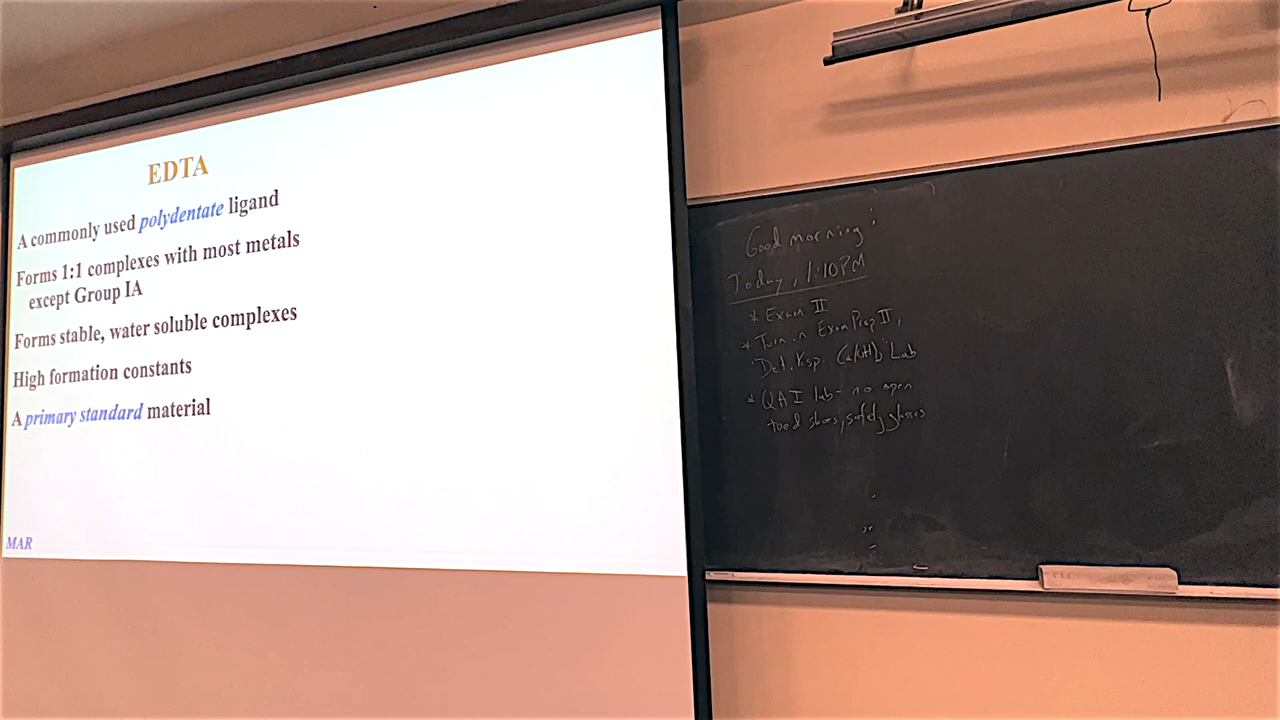 EDTA
A commonly used polydentate ligand
Forms 1:1 complexes with most metals
except Group IA
Forms stable, water soluble complexes
High formation constants
A primary standard material
MAR
Good morning!
Today, 1:10PM
* Exam II
* Turn in Exam Prep II,
"Det. Ksp. Ca(OH)2" Lab
* QA I lab - no open
toed shoes, safety glasses